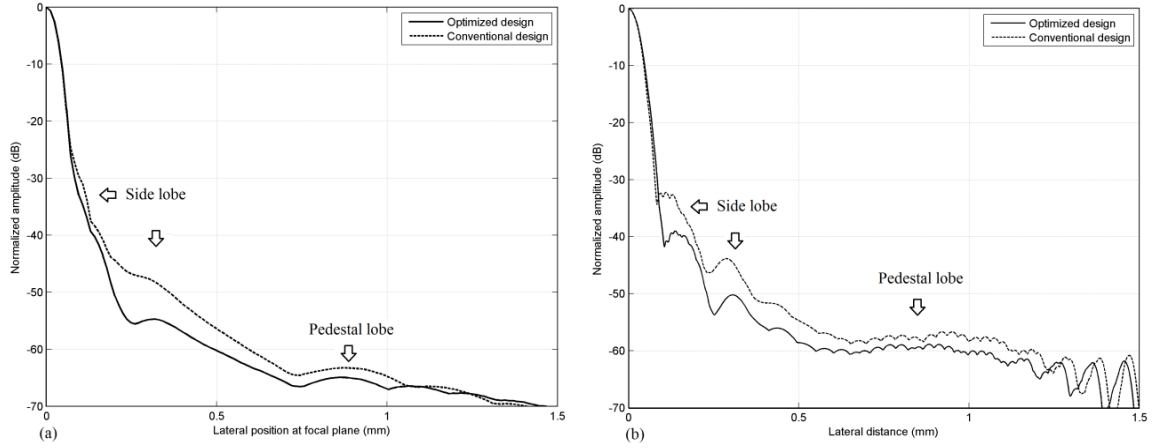 0
-10
-20
-30
-40
-50
-60
-70
Normalized amplitude (dB)
Optimized design
Conventional design
Side lobe
Pedestal lobe
0
0.5
1
1.5
(a)
Lateral position at focal plane (mm)
0
-10
-20
-30
-40
-50
-60
-70
Normalized amplitude (dB)
Optimized design
Conventional design
Side lobe
Pedestal lobe
0
0.5
1
1.5
(b)
Lateral distance (mm)